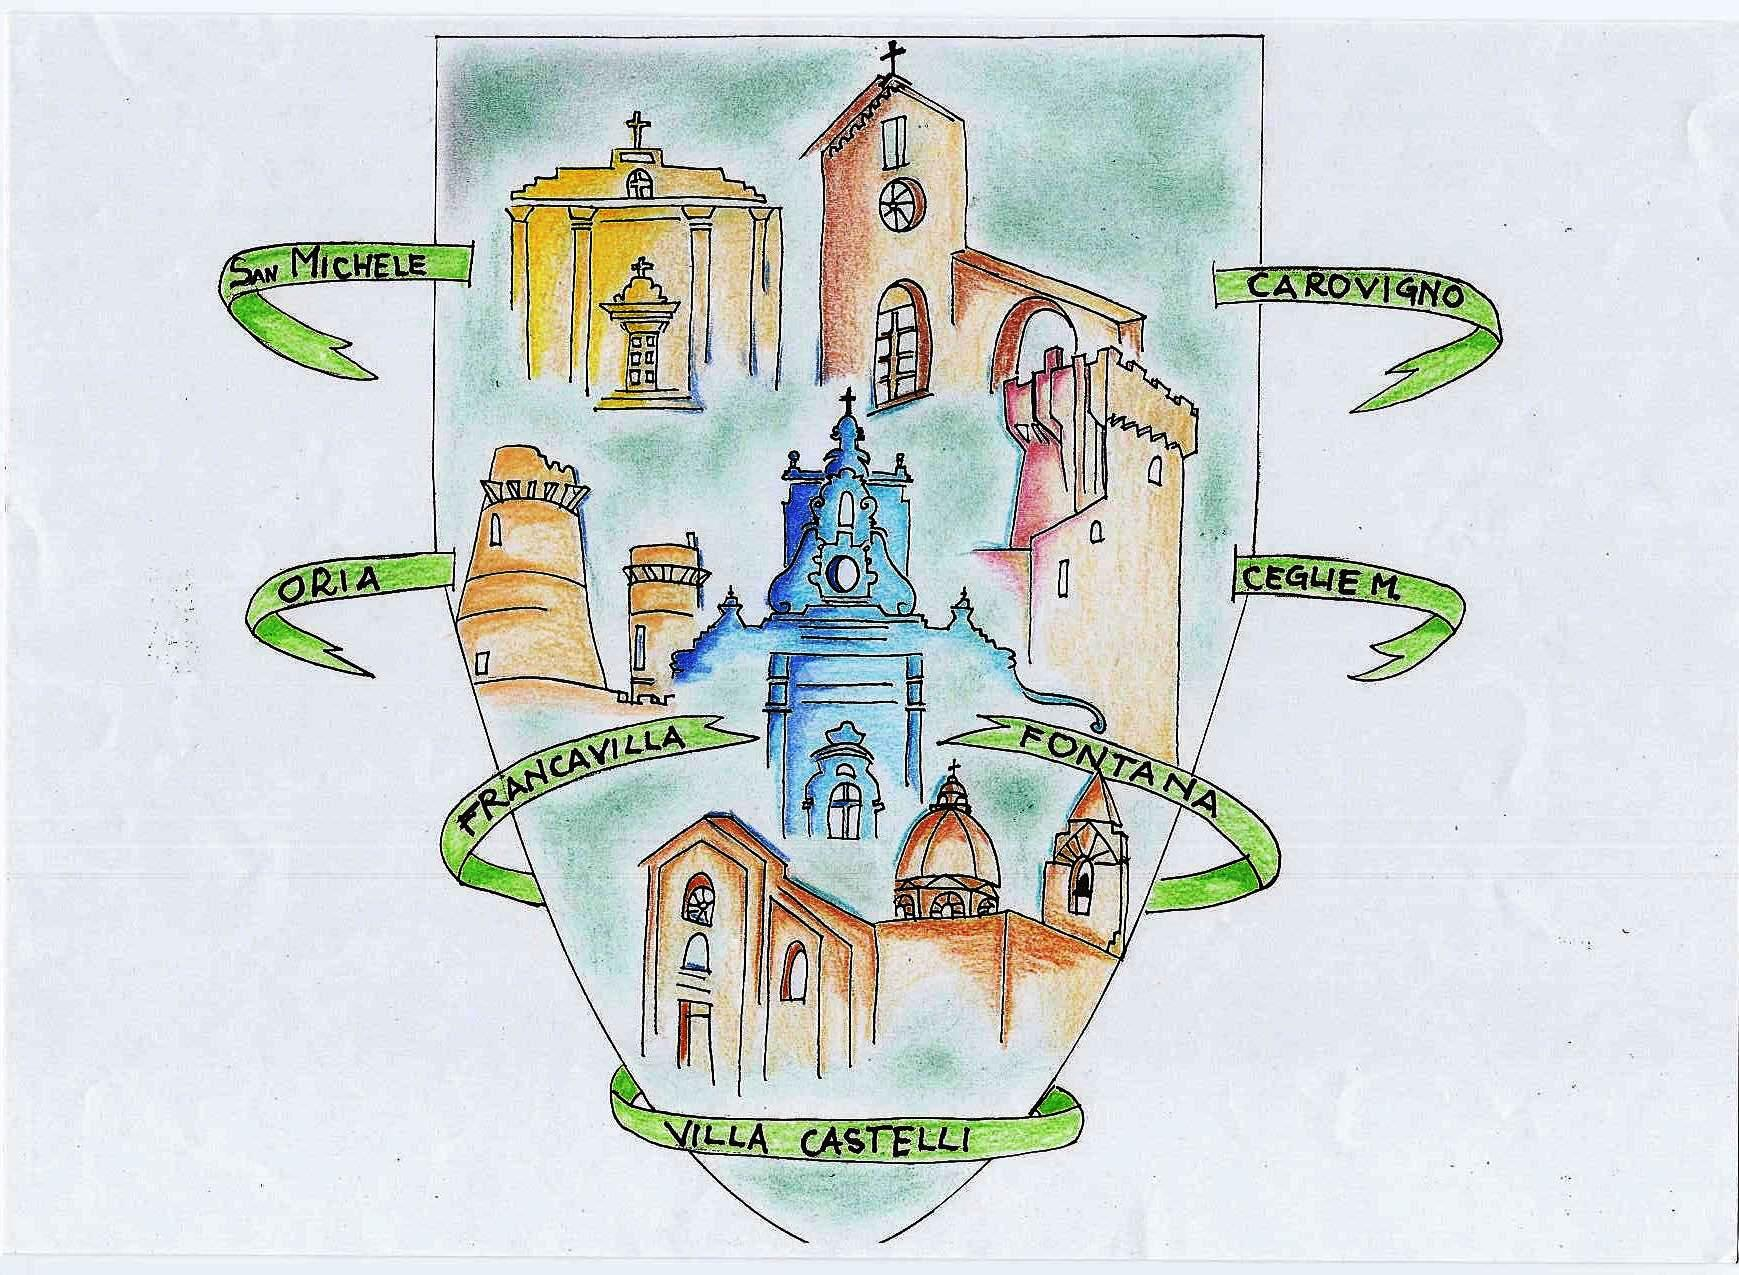 SAN MICHELE
CAROVIGNO
ORIA
CEGLIE M.
FRANCAVILLA FONTANA
VILLA CASTELLI